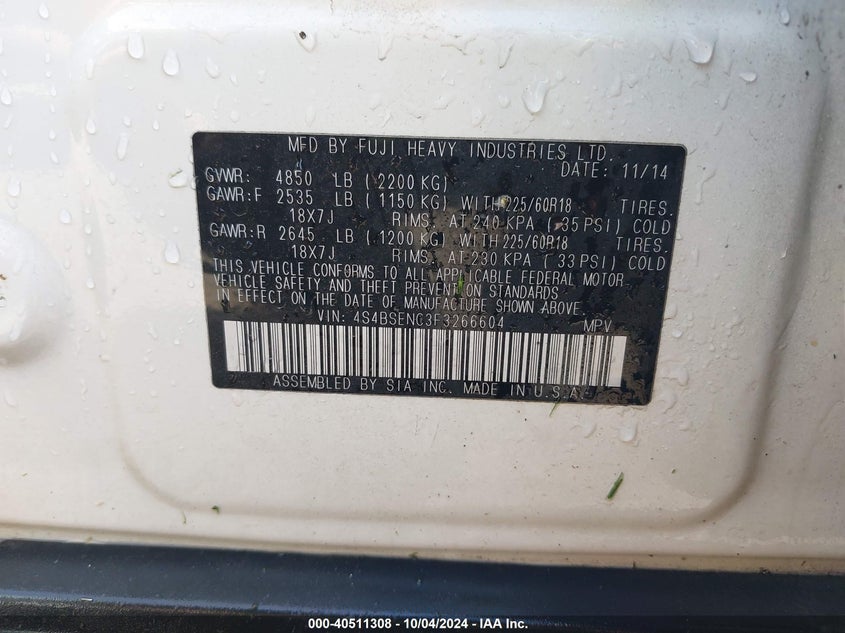 MFD BY FUJI HEAVY INDUSTRIES LTD.
DATE: 11/14
GVWR: 4850 LB (2200 KG)
GAWR:F 2535 LB (1150 KG) WITH 225/60R18 TIRES.
18X7J RIMS: AT 240 KPA ( 35 PSI) COLD
GAWR:R 2645 LB (1200 KG) WITH 225/60R18 TIRES.
18X7J RIMS: AT 230 KPA ( 33 PSI) COLD
THIS VEHICLE CONFORMS TO ALL APPLICABLE FEDERAL MOTOR
VEHICLE SAFETY AND THEFT PREVENTION STANDARDS
IN EFFECT ON THE DATE OF MANUFACTURE SHOWN ABOVE.
VIN: 4S4BSENC3F3266604 MPV
ASSEMBLED BY SIA INC. MADE IN U.S.A.
000-40511308 - 10/04/2024 - IAA Inc.